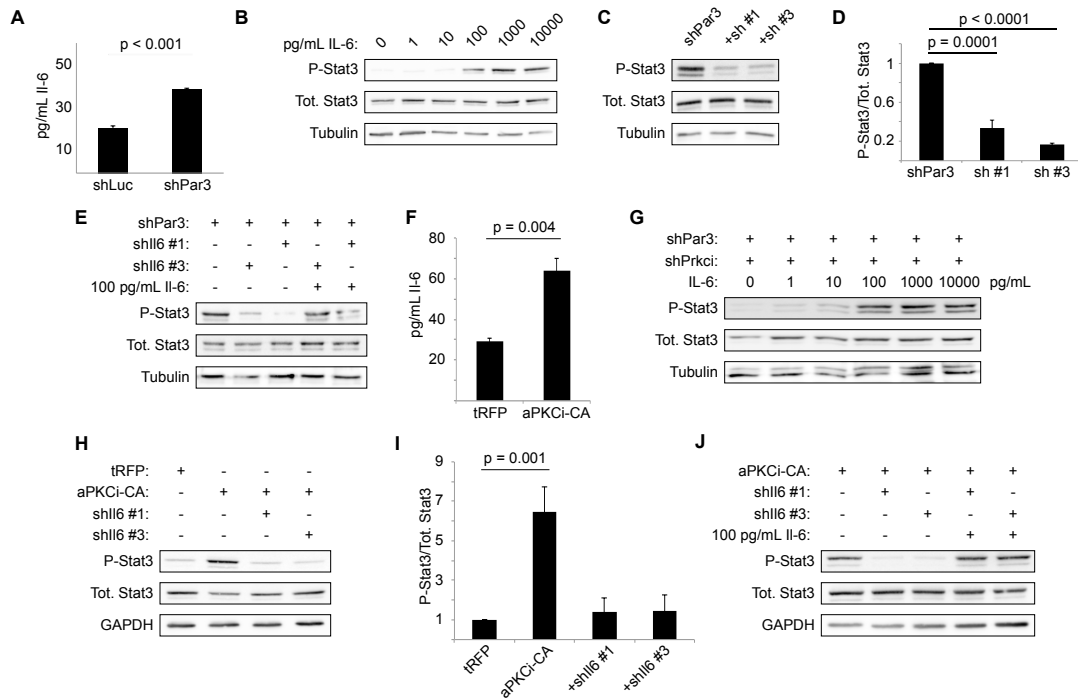 A
p < 0.001
pg/mL Il-6
50
30
10
shLuc
shPar3
B
pg/mL IL-6:
0
1
10
100
1000
10000
P-Stat3
Tot. Stat3
Tubulin
C
shPar3
+sh #1
+sh #3
P-Stat3
Tot. Stat3
Tubulin
D
p < 0.0001
p = 0.0001
P-Stat3/Tot. Stat3
1
0.6
0.2
shPar3
sh #1
sh #3
E
shPar3: + + + + +
shIl6 #1: - - + - +
shIl6 #3: - + - + -
100 pg/mL Il-6: - - - + +
P-Stat3
Tot. Stat3
Tubulin
F
p = 0.004
pg/mL Il-6
80
60
40
20
0
tRFP
aPKCi-CA
G
shPar3: + + + + + +
shPrkci: + + + + + +
IL-6: 0 1 10 100 1000 10000 pg/mL
P-Stat3
Tot. Stat3
Tubulin
H
tRFP: + - - -
aPKCi-CA: - + + +
shIl6 #1: - - + -
shIl6 #3: - - - +
P-Stat3
Tot. Stat3
GAPDH
I
p = 0.001
P-Stat3/Tot. Stat3
9
7
5
3
1
tRFP
aPKCi-CA
+shIl6 #1
+shIl6 #3
J
aPKCi-CA: + + + + +
shIl6 #1: - + - + -
shIl6 #3: - - + - +
100 pg/mL Il-6: - - - + +
P-Stat3
Tot. Stat3
GAPDH